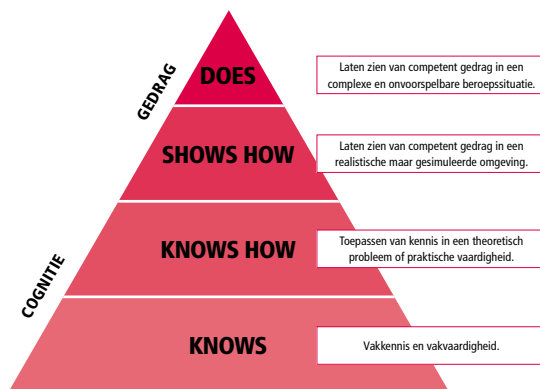 GEDRAG
DOES
Laten zien van competent gedrag in een
complexe en onvoorspelbare beroepssituatie.
SHOWS HOW
Laten zien van competent gedrag in een
realistische maar gesimuleerde omgeving.
COGNITIE
KNOWS HOW
Toepassen van kennis in een theoretisch
probleem of praktische vaardigheid.
KNOWS
Vakkennis en vakvaardigheid.